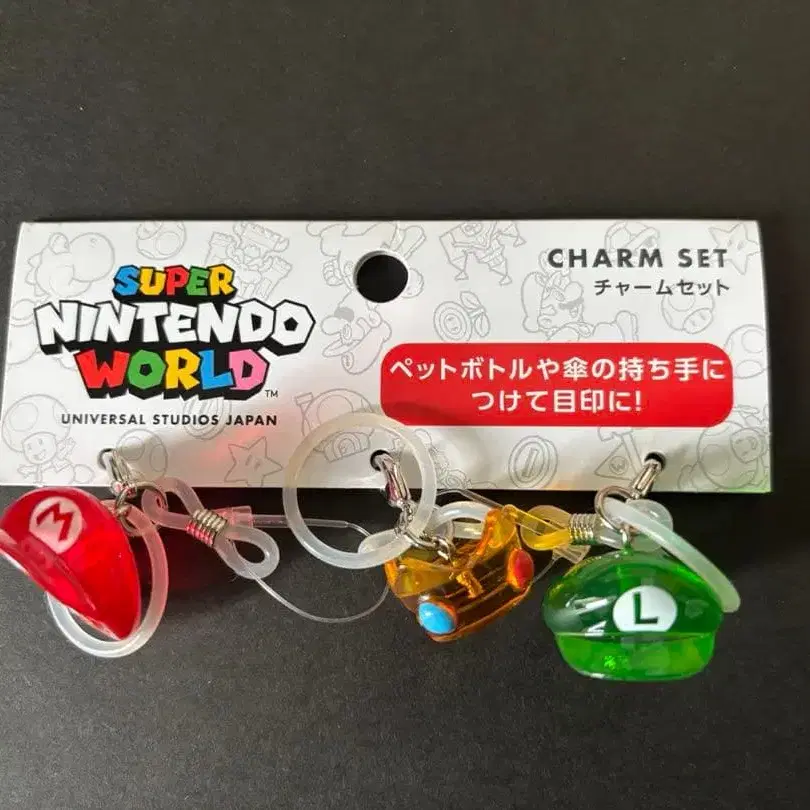 SUPER
NINTENDO
WORLD
TM
UNIVERSAL STUDIOS JAPAN
CHARM SET
チャームセット
ペットボトルや傘の持ち手に
つけて目印に!
M
L